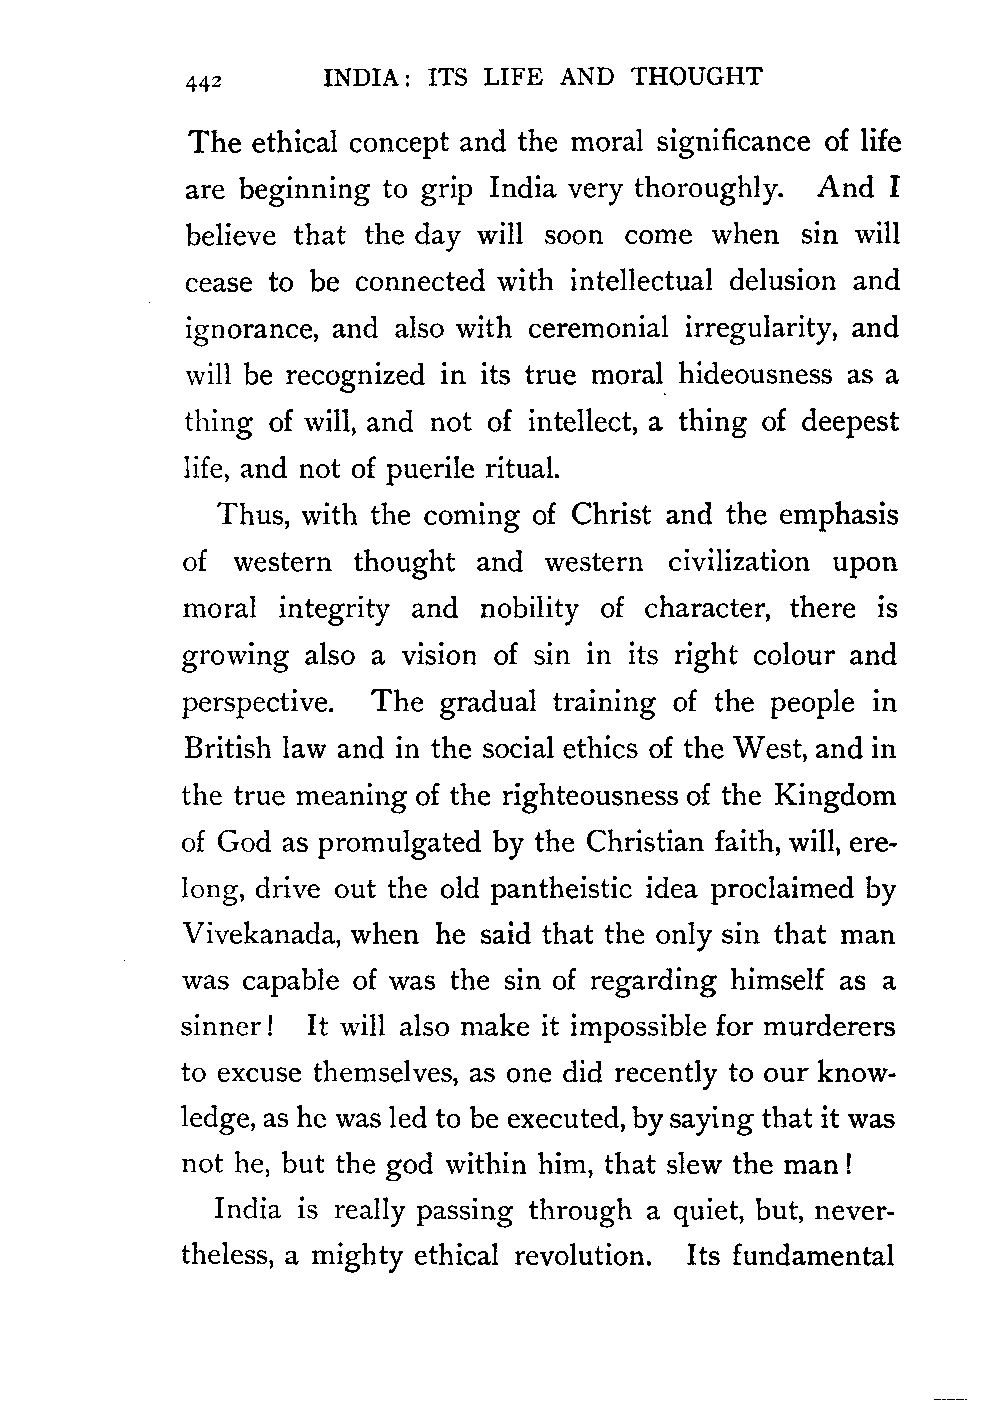 442 INDIA: ITS LIFE AND THOUGHT
The ethical concept and the moral significance of life
are beginning to grip India very thoroughly. And I
believe that the day will soon come when sin will
cease to be connected with intellectual delusion and
ignorance, and also with ceremonial irregularity, and
will be recognized in its true moral hideousness as a
thing of will, and not of intellect, a thing of deepest
life, and not of puerile ritual.
Thus, with the coming of Christ and the emphasis
of western thought and western civilization upon
moral integrity and nobility of character, there is
growing also a vision of sin in its right colour and
perspective. The gradual training of the people in
British law and in the social ethics of the West, and in
the true meaning of the righteousness of the Kingdom
of God as promulgated by the Christian faith, will, ere-
long, drive out the old pantheistic idea proclaimed by
Vivekanada, when he said that the only sin that man
was capable of was the sin of regarding himself as a
sinner! It will also make it impossible for murderers
to excuse themselves, as one did recently to our know-
ledge, as he was led to be executed, by saying that it was
not he, but the god within him, that slew the man!
India is really passing through a quiet, but, never-
theless, a mighty ethical revolution. Its fundamental